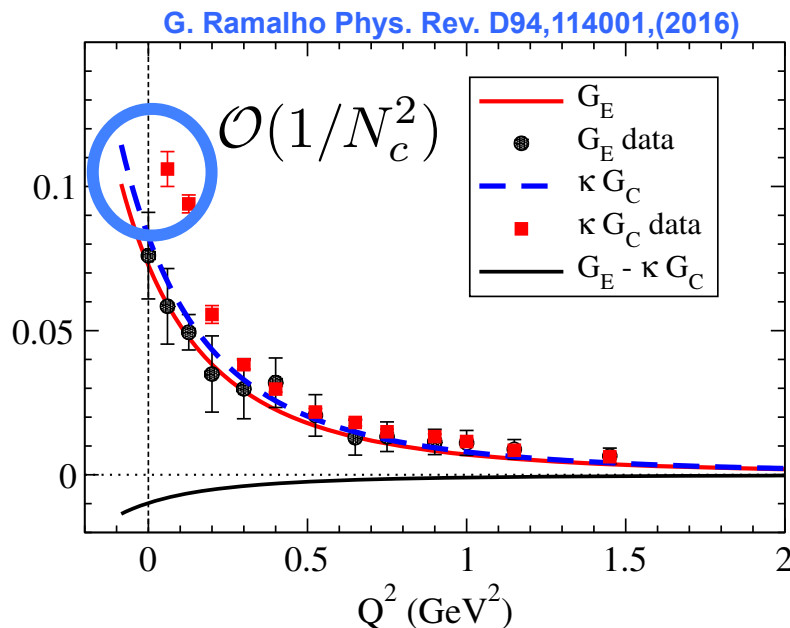 G. Ramalho Phys. Rev. D94,114001,(2016)
O(1/N_c^2)
G_E
G_E data
κ G_C
κ G_C data
G_E - κ G_C
0.1
0.05
0
0 0.5 1 1.5 2
Q^2 (GeV^2)